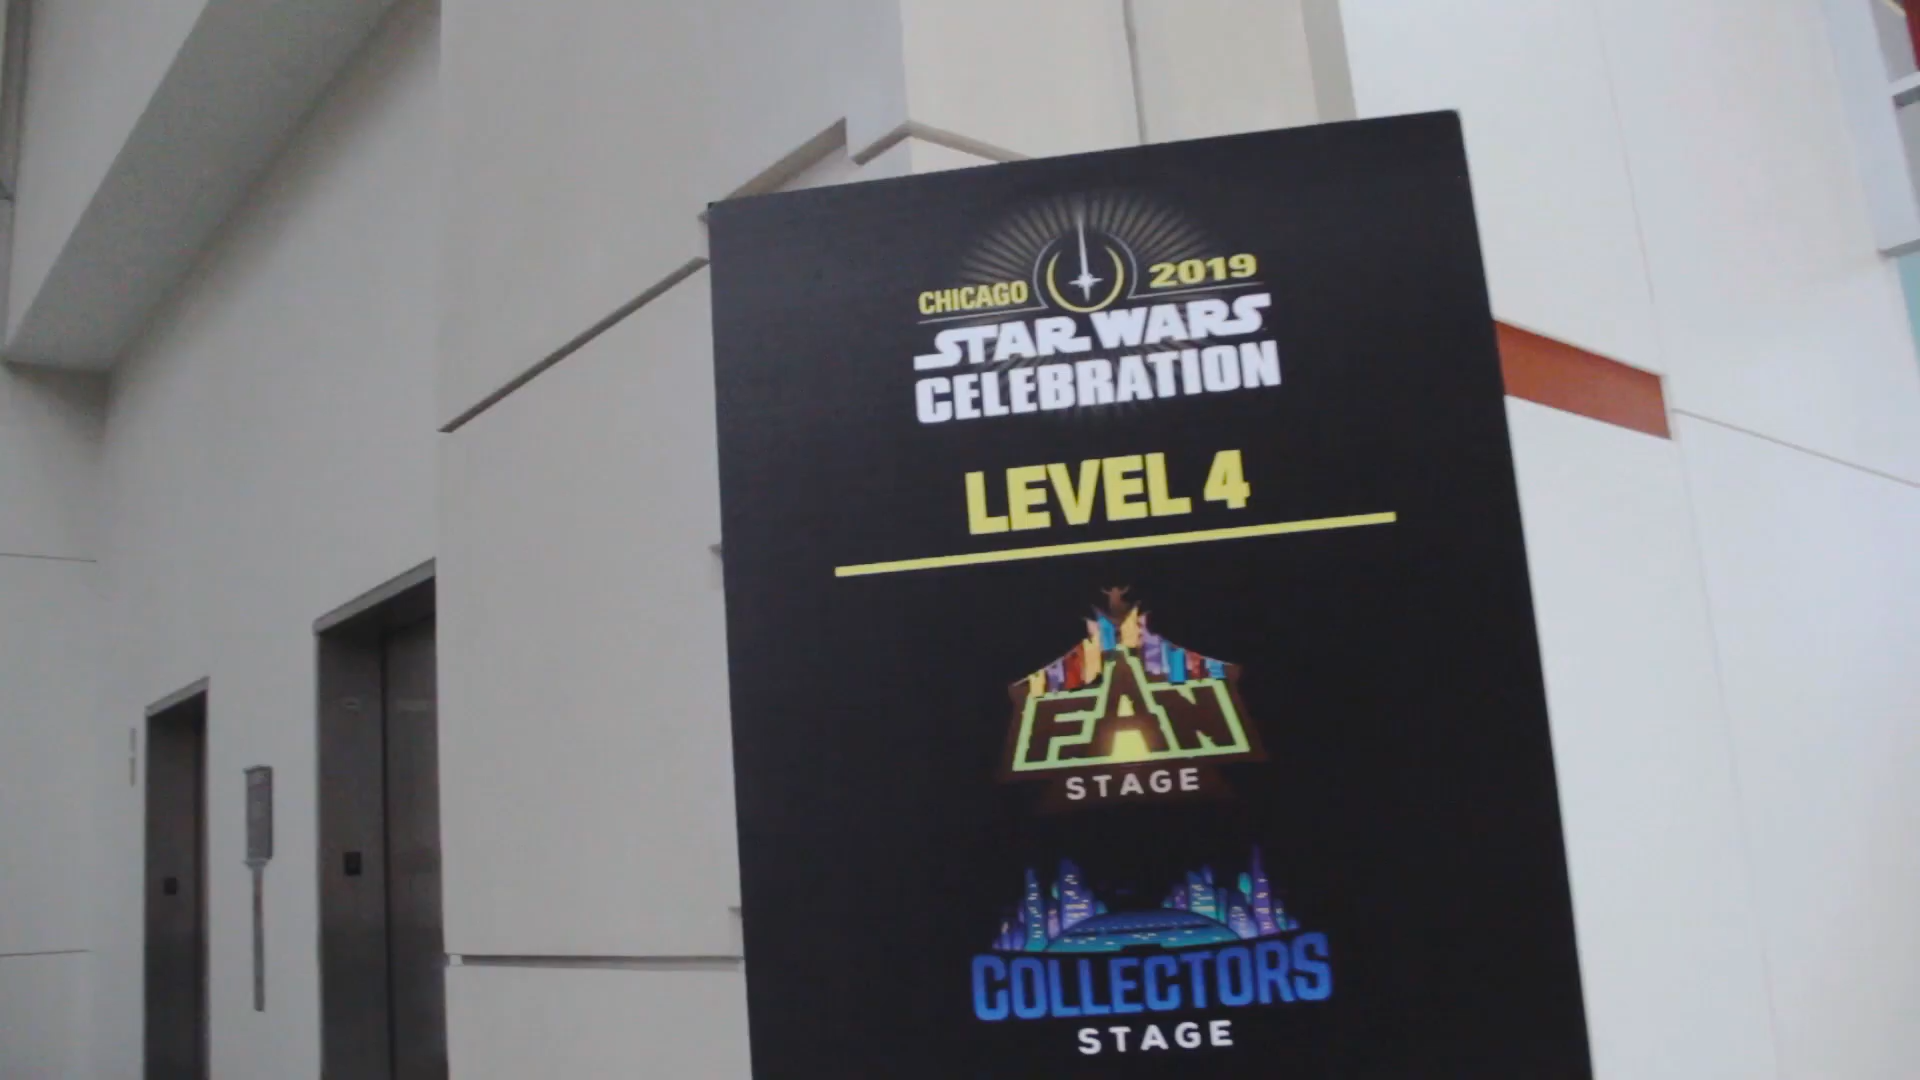 CHICAGO 2019
STAR WARS
CELEBRATION
LEVEL 4
FAN
STAGE
COLLECTORS
STAGE